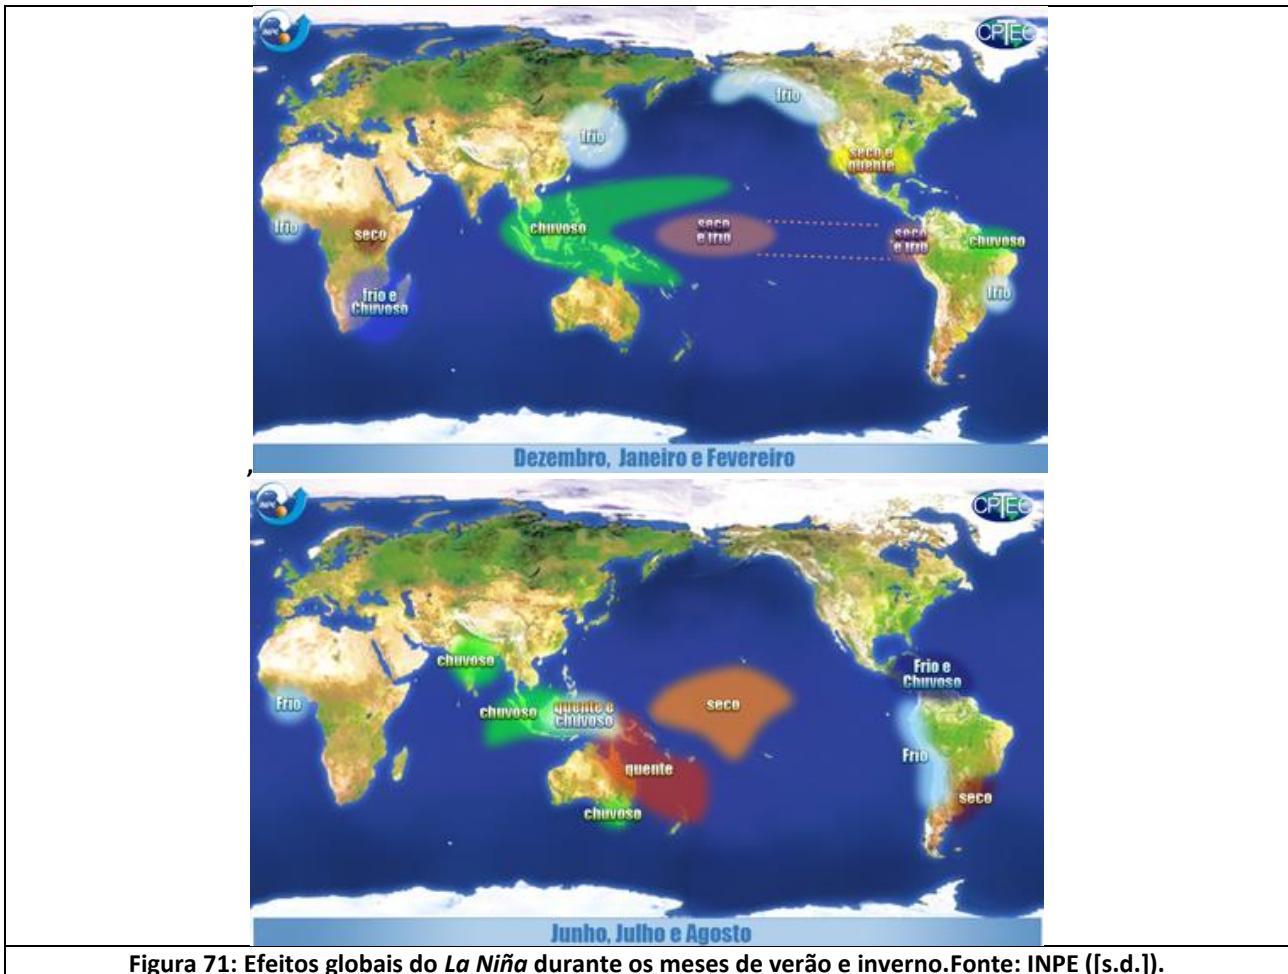 INPE
CPTEC
frio
frio
seco e
quente
frio
seco
chuvoso
seco
e frio
seco
e frio
chuvoso
frio
frio e
Chuvoso
,
Dezembro, Janeiro e Fevereiro
INPE
CPTEC
chuvoso
Frio e
Chuvoso
Frio
chuvoso
quente e
chuvoso
seco
Frio
quente
seco
chuvoso
Junho, Julho e Agosto
Figura 71: Efeitos globais do La Niña durante os meses de verão e inverno.Fonte: INPE ([s.d.]).